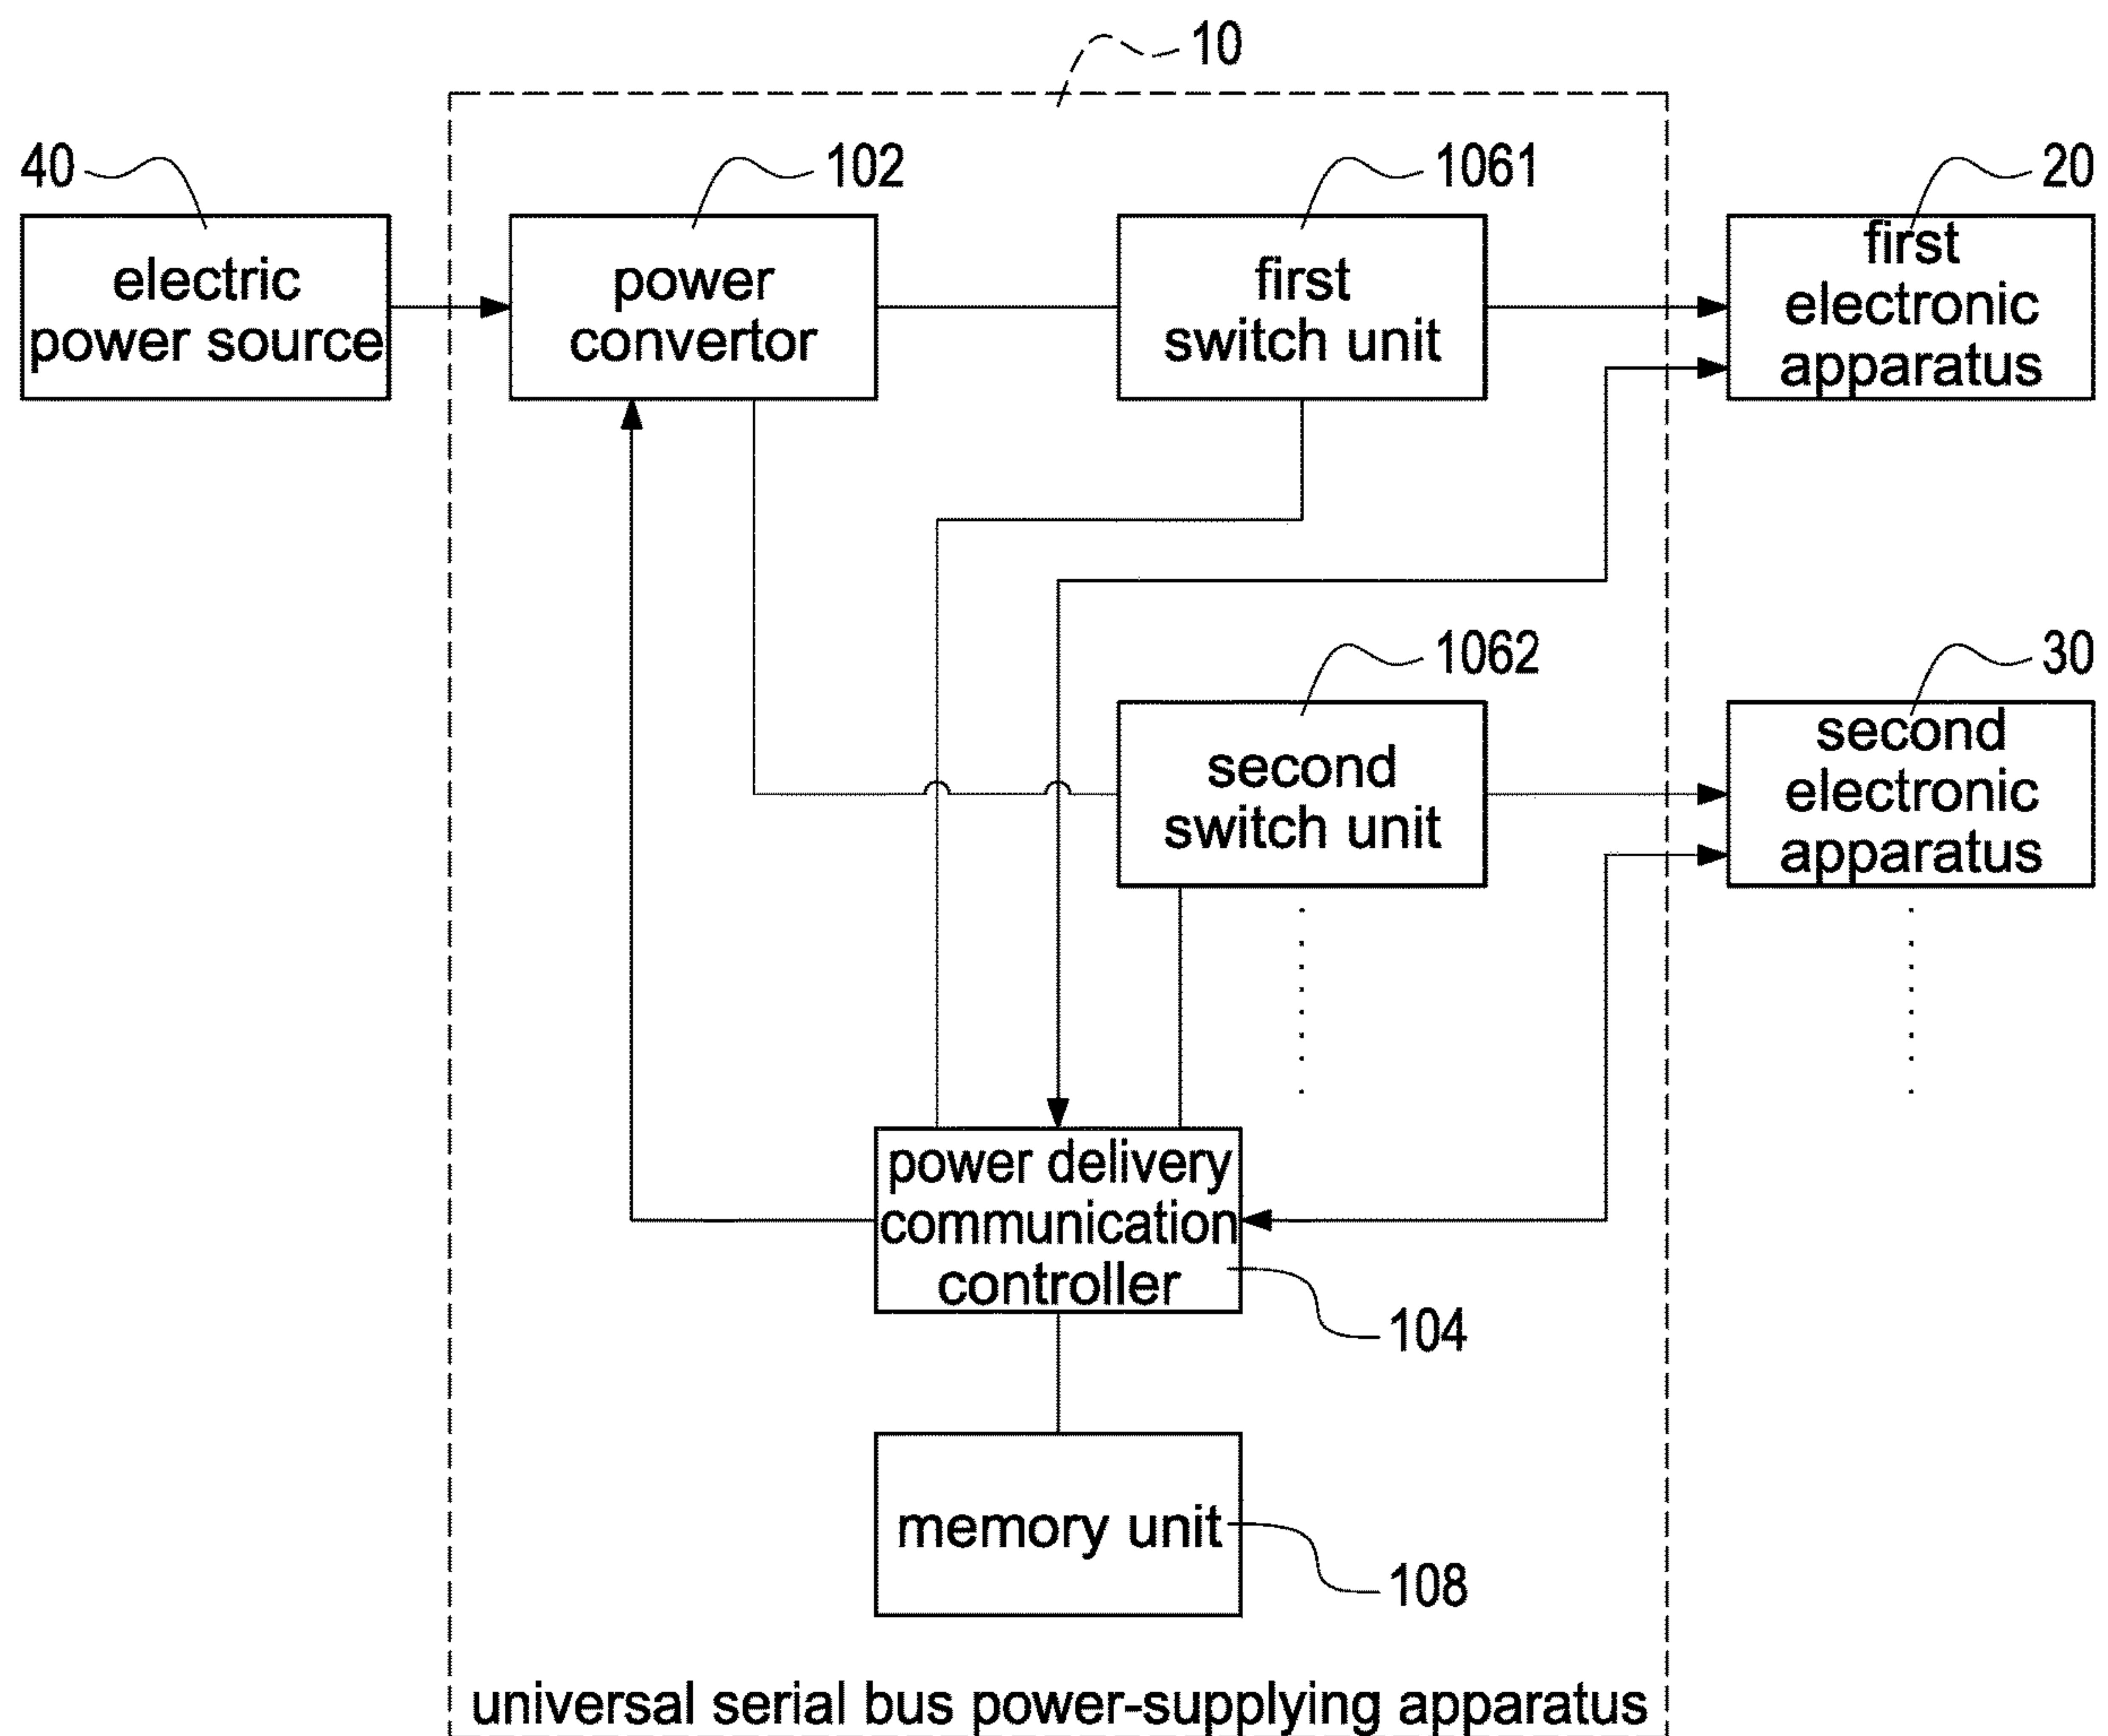 10
40
102
1061
20
electric
power source
power
convertor
first
switch unit
first
electronic
apparatus
1062
30
second
switch unit
second
electronic
apparatus
power delivery
communication
controller
104
memory unit
108
universal serial bus power-supplying apparatus